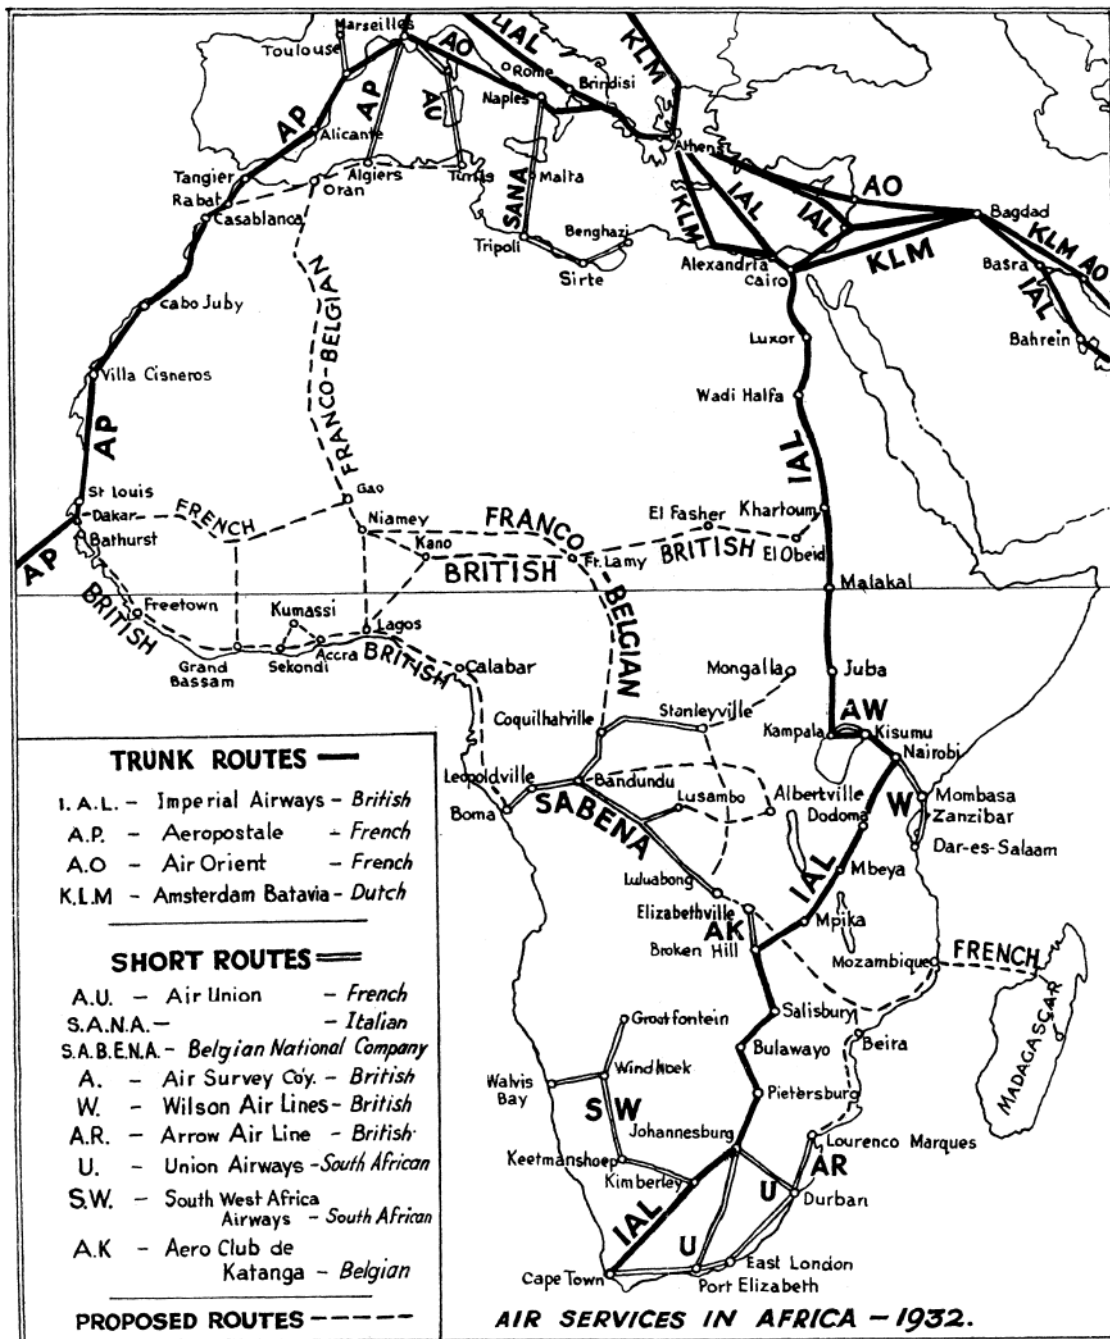 Marseilles
Toulouse
IAL
KLM
AO
Rome
Brindisi
AP
AP
AU
Naples
Alicante
Athens
Tangier
Algiers
Tunis
Malta
IAL
AO
Rabat
Oran
SANA
KLM
IAL
Casablanca
Bagdad
Tripoli
Benghazi
Alexandria
KLM
KLM AO
Sirte
Cairo
Basra
IAL
Cabo Juby
FRANCO-BELGIAN
Luxor
Bahrein
Villa Cisneros
Wadi Halfa
AP
IAL
St Louis
Gao
Dakar
FRENCH
Niamey
FRANCO
El Fasher
Khartoum
Bathurst
Kano
BRITISH
El Obeid
AP
BRITISH
Ft. Lamy
BELGIAN
Malakal
BRITISH
Freetown
Kumassi
Lagos
Grand
Bassam
Sekondi
Accra
BRITISH
Calabar
Mongalla
Juba
Coquilhatville
Stanleyville
Kampala
AW
Kisumu
Nairobi
Leopoldville
Bandundu
Boma
SABENA
Lusambo
Albertville
W
Mombasa
Dodoma
Zanzibar
Dar-es-Salaam
Luluabong
IAL
Mbeya
Elizabethville
AK
Mpika
Broken Hill
Mozambique
FRENCH
MADAGASCAR
Grootfontein
Salisbury
Bulawayo
Beira
Walvis
Bay
Windhoek
Pietersburg
S W
Johannesburg
Lourenco Marques
Keetmanshoep
Kimberley
AR
U
Durban
IAL
U
East London
Cape Town
Port Elizabeth
TRUNK ROUTES
I.A.L. - Imperial Airways - British
A.P. - Aeropostale - French
A.O - Air Orient - French
K.L.M - Amsterdam Batavia - Dutch
SHORT ROUTES
A.U. - Air Union - French
S.A.N.A. - - Italian
S.A.B.E.N.A. - Belgian National Company
A. - Air Survey Coy. - British
W. - Wilson Air Lines - British
A.R. - Arrow Air Line - British
U. - Union Airways - South African
S.W. - South West Africa
Airways - South African
A.K - Aero Club de
Katanga - Belgian
PROPOSED ROUTES
AIR SERVICES IN AFRICA - 1932.